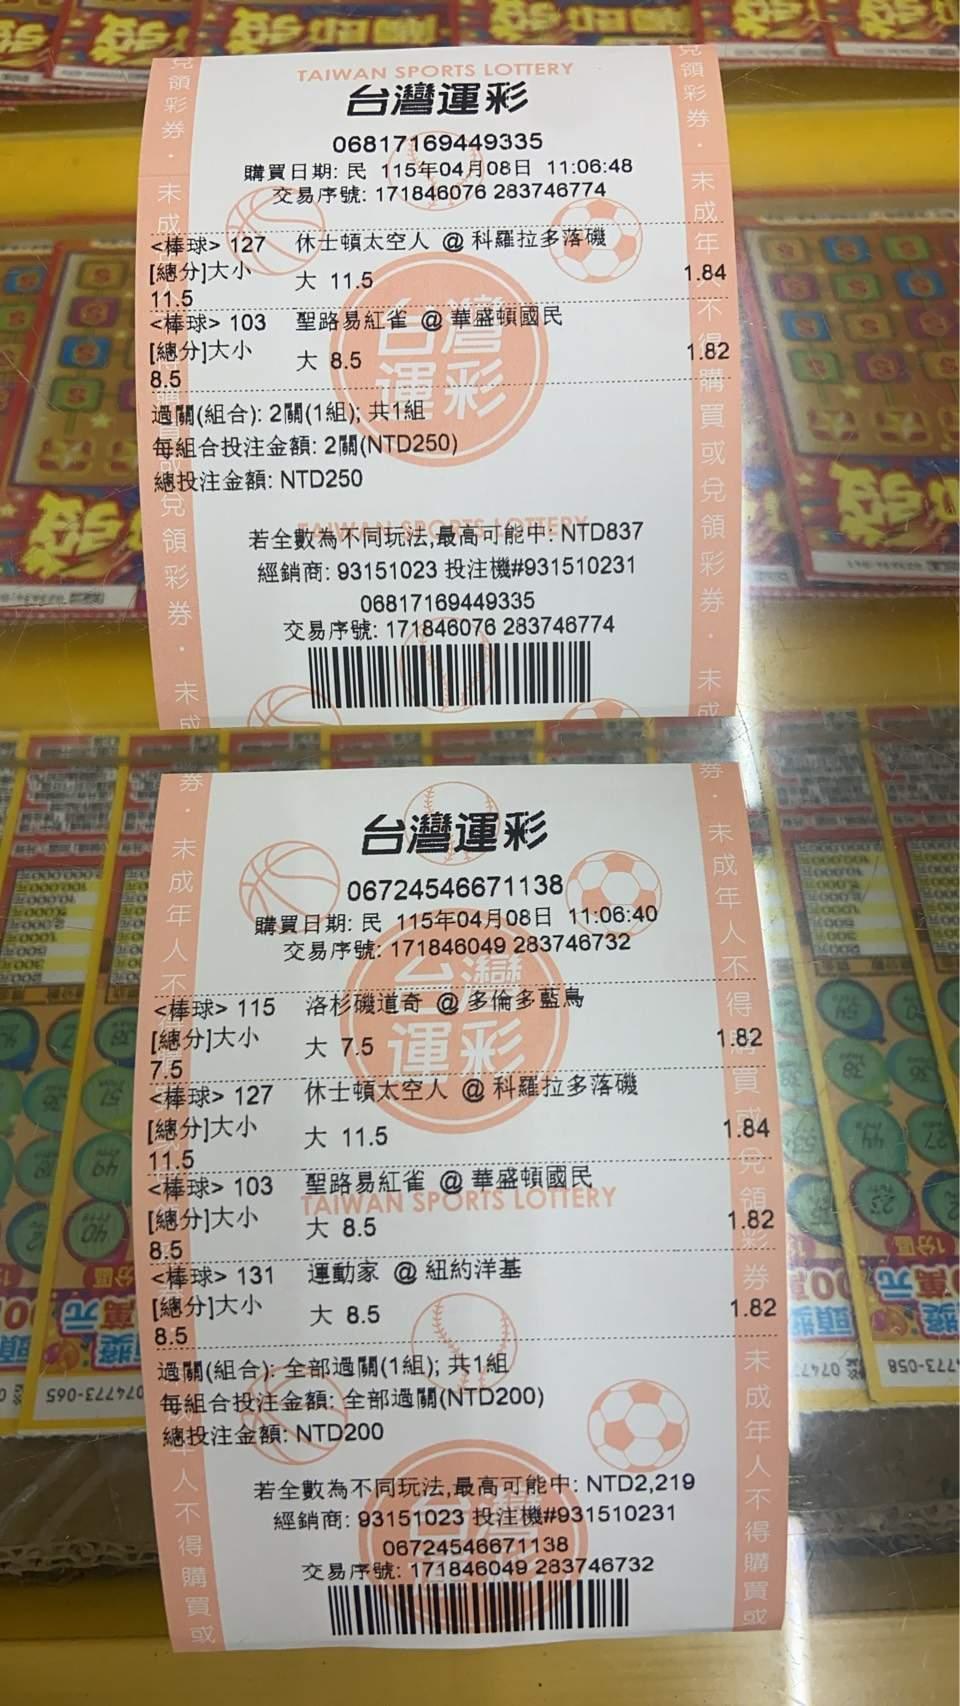 TAIWAN SPORTS LOTTERY
台灣運彩
06817169449335
購買日期: 民 115年04月08日 11:06:48
交易序號: 171846076 283746774
<棒球> 127 休士頓太空人 @ 科羅拉多落磯
[總分]大小 大 11.5 1.84
11.5
<棒球> 103 聖路易紅雀 @ 華盛頓國民
[總分]大小 大 8.5 1.82
8.5
過關(組合): 2關(1組); 共1組
每組合投注金額: 2關(NTD250)
總投注金額: NTD250
TAIWAN SPORTS LOTTERY
若全數為不同玩法,最高可能中: NTD837
經銷商: 93151023 投注機#931510231
06817169449335
交易序號: 171846076 283746774
台灣運彩
06724546671138
購買日期: 民 115年04月08日 11:06:40
交易序號: 171846049 283746732
<棒球> 115 洛杉磯道奇 @ 多倫多藍鳥
[總分]大小 大 7.5 1.82
7.5
<棒球> 127 休士頓太空人 @ 科羅拉多落磯
[總分]大小 大 11.5 1.84
11.5
<棒球> 103 聖路易紅雀 @ 華盛頓國民
TAIWAN SPORTS LOTTERY
[總分]大小 大 8.5 1.82
8.5
<棒球> 131 運動家 @ 紐約洋基
[總分]大小 大 8.5 1.82
8.5
過關(組合): 全部過關(1組); 共1組
每組合投注金額: 全部過關(NTD200)
總投注金額: NTD200
若全數為不同玩法,最高可能中: NTD2,219
經銷商: 93151023 投注機#931510231
06724546671138
交易序號: 171846049 283746732